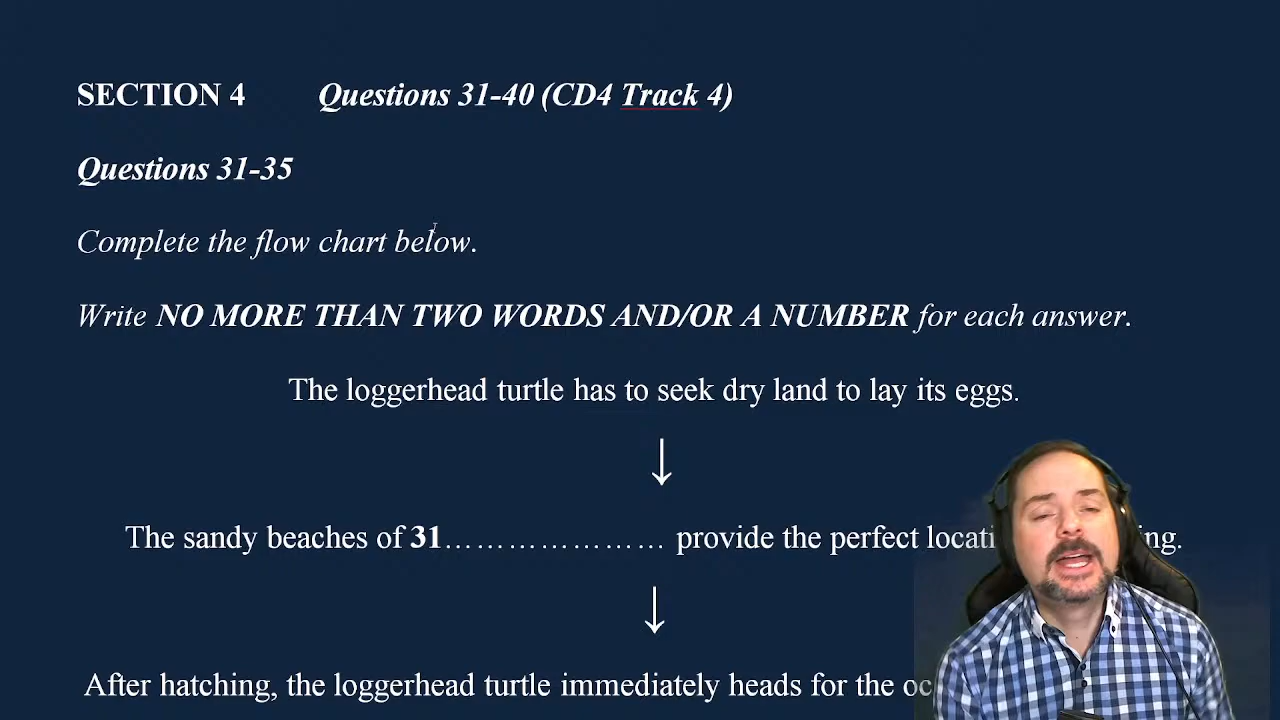 SECTION 4 Questions 31-40 (CD4 Track 4)
Questions 31-35
Complete the flow chart below.
Write NO MORE THAN TWO WORDS AND/OR A NUMBER for each answer.
The loggerhead turtle has to seek dry land to lay its eggs.
↓
The sandy beaches of 31………………… provide the perfect
↓
After hatching, the loggerhead turtle immediately heads for the